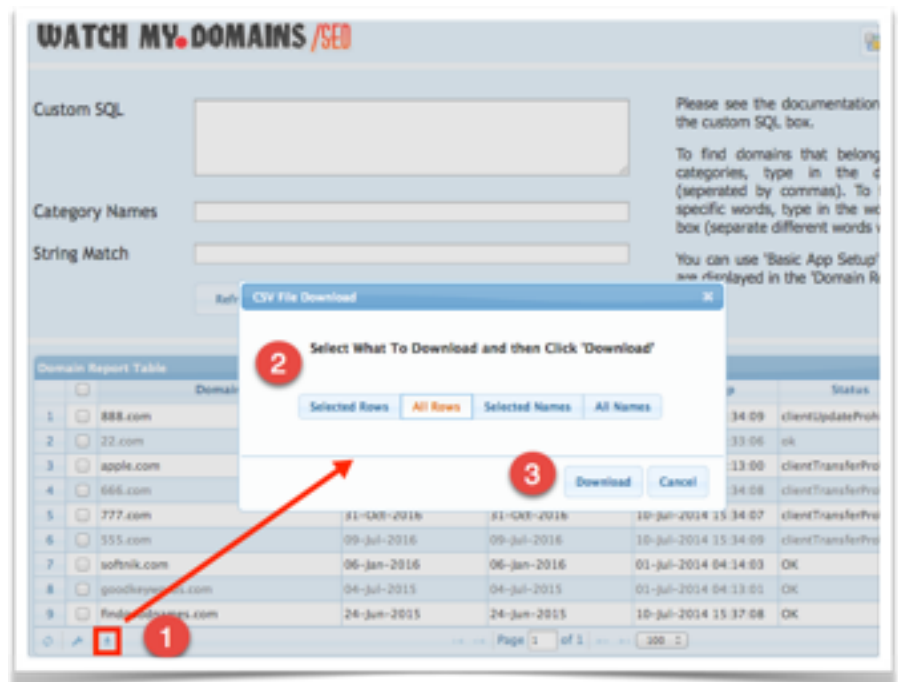 WATCH MY.DOMAINS /SEO
Custom SQL
Please see the documentation
the custom SQL box.
To find domains that belong
categories, type in the
(seperated by commas). To
specific words, type in the
box (separate different words
Category Names
String Match
You can use 'Basic App Setup'
are displayed in the 'Domain
CSV File Download
2
Select What To Download and then Click 'Download'
Selected Rows All Rows Selected Names All Names
3
Download Cancel
Domain Report Table
Status
1 888.com 34:09
2 22.com 33:06 ok
3 apple.com 13:00
4 666.com 34:08
5 777.com 31-Oct-2016 31-Oct-2016 10-Jul-2014 15:34:07
6 555.com 09-Jul-2016 09-Jul-2016 10-Jul-2014 15:34:09
7 softnik.com 06-Jan-2016 06-Jan-2016 01-Jul-2014 04:14:03 OK
8 04-Jul-2015 04-Jul-2015 01-Jul-2014 04:13:01 OK
9 24-Jun-2015 24-Jun-2015 10-Jul-2014 15:37:08 OK
1
Page 1 of 1 100